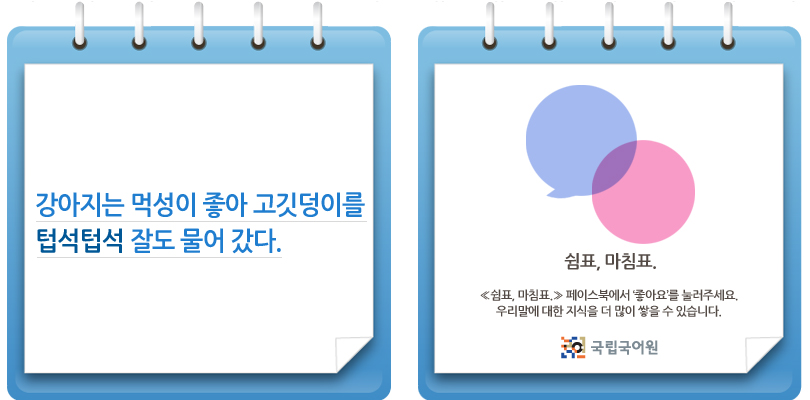 강아지는 먹성이 좋아 고깃덩이를
텁석텁석 잘도 물어 갔다.
쉼표, 마침표.
≪쉼표, 마침표.≫ 페이스북에서 '좋아요'를 눌러주세요.
우리말에 대한 지식을 더 많이 쌓을 수 있습니다.
국립국어원